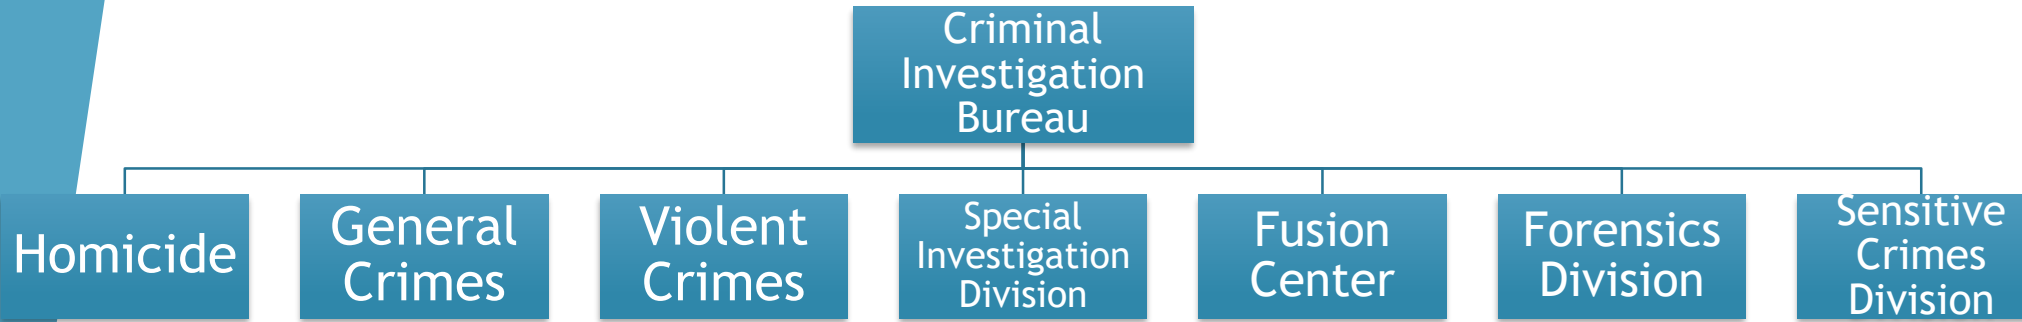 Criminal
Investigation
Bureau
Homicide
General
Crimes
Violent
Crimes
Special
Investigation
Division
Fusion
Center
Forensics
Division
Sensitive
Crimes
Division